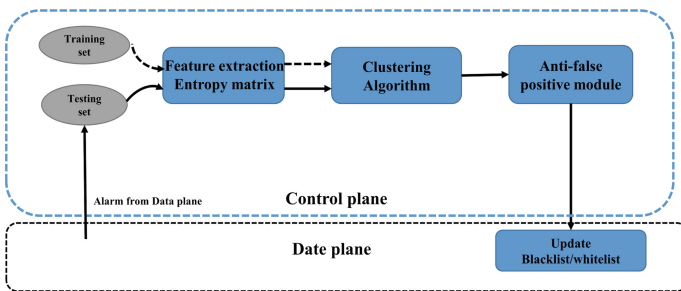 Training
set
Feature extraction
Entropy matrix
Clustering
Algorithm
Anti-false
positive module
Testing
set
Alarm from Data plane
Control plane
Date plane
Update
Blacklist/whitelist